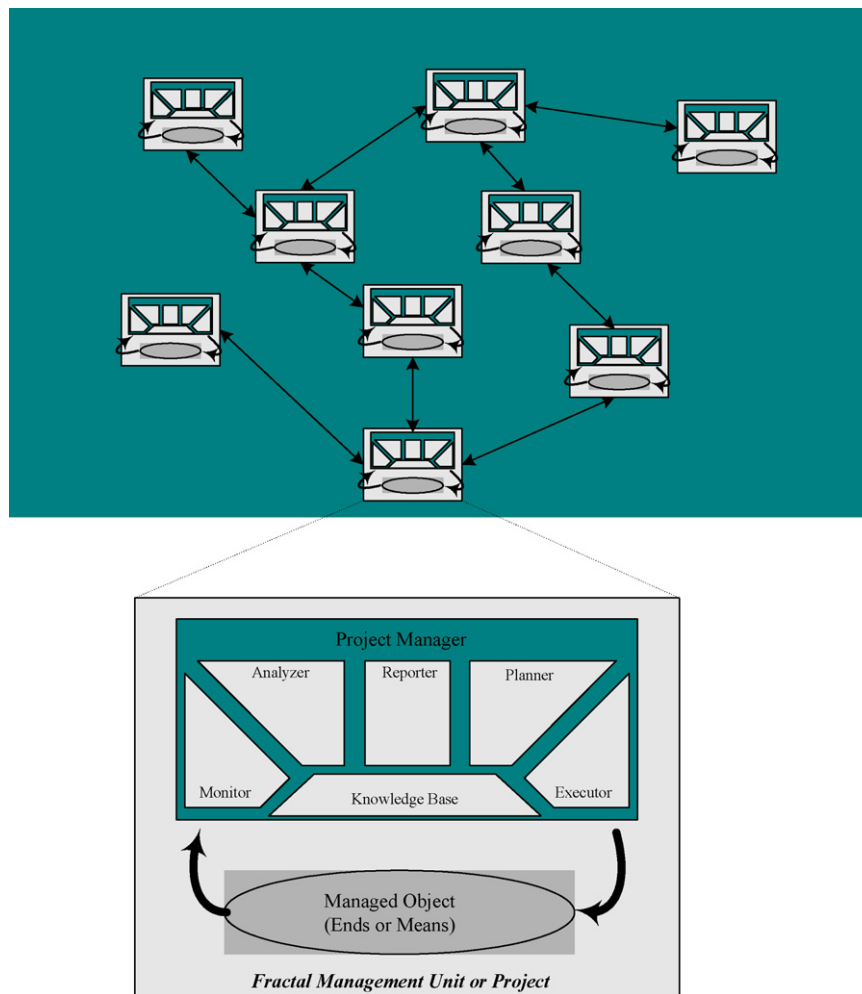 Project Manager
Analyzer
Reporter
Planner
Monitor
Knowledge Base
Executor
Managed Object
(Ends or Means)
Fractal Management Unit or Project